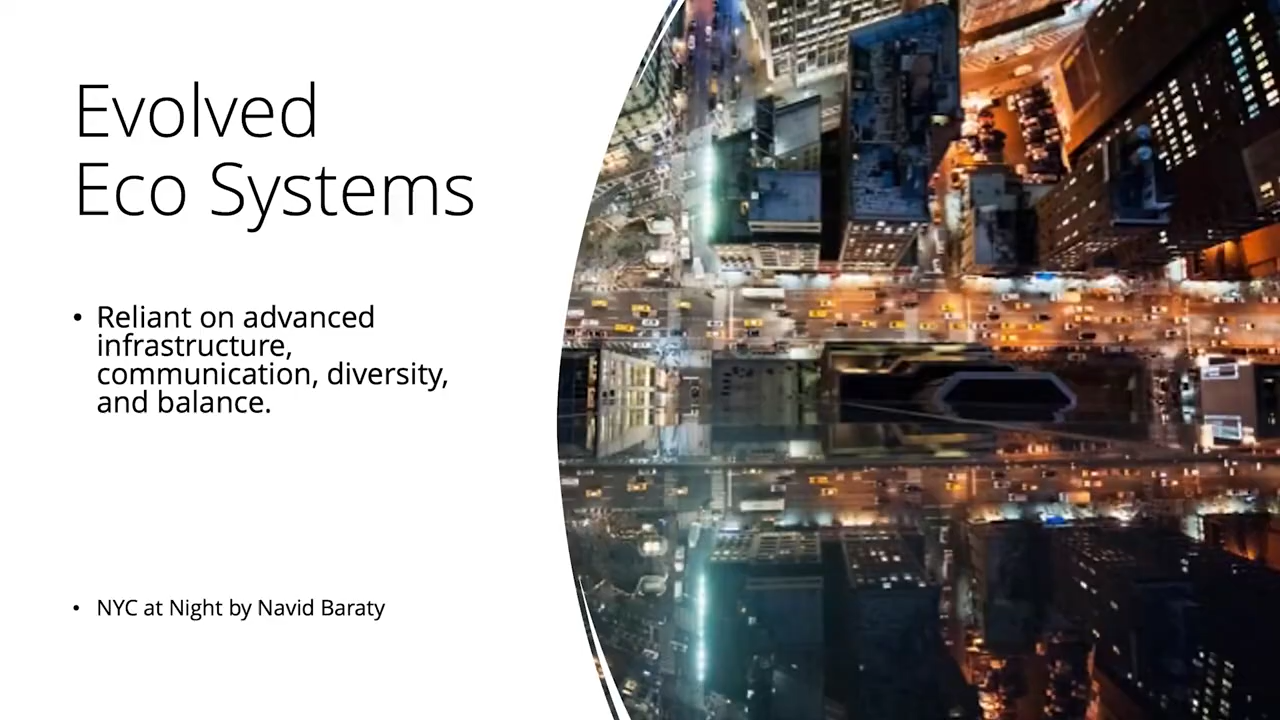 Evolved
Eco Systems
• Reliant on advanced
infrastructure,
communication, diversity,
and balance.
• NYC at Night by Navid Baraty